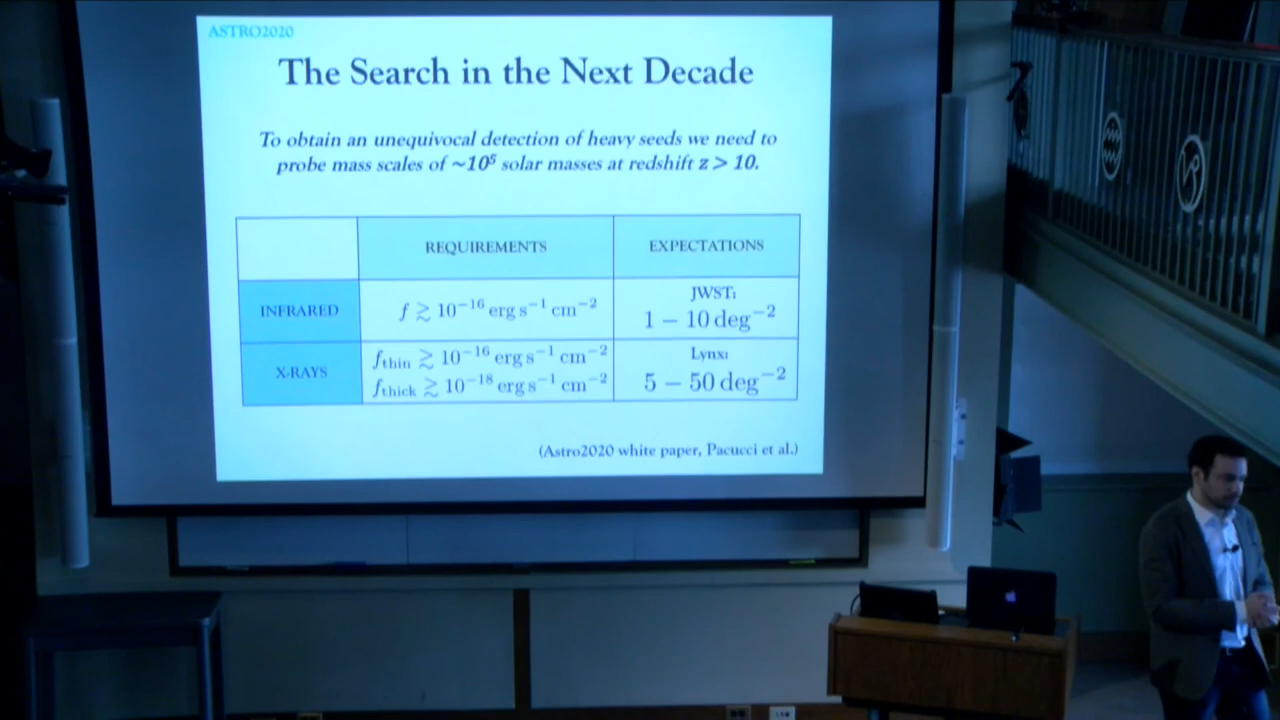 ASTRO2020
The Search in the Next Decade
To obtain an unequivocal detection of heavy seeds we need to
probe mass scales of ~10⁵ solar masses at redshift z > 10.
REQUIREMENTS EXPECTATIONS
INFRARED f ≳ 10⁻¹⁶ erg s⁻¹ cm⁻² JWST:
1 – 10 deg⁻²
X-RAYS f_thin ≳ 10⁻¹⁶ erg s⁻¹ cm⁻² Lynx:
f_thick ≳ 10⁻¹⁸ erg s⁻¹ cm⁻² 5 – 50 deg⁻²
(Astro2020 white paper, Pacucci et al.)